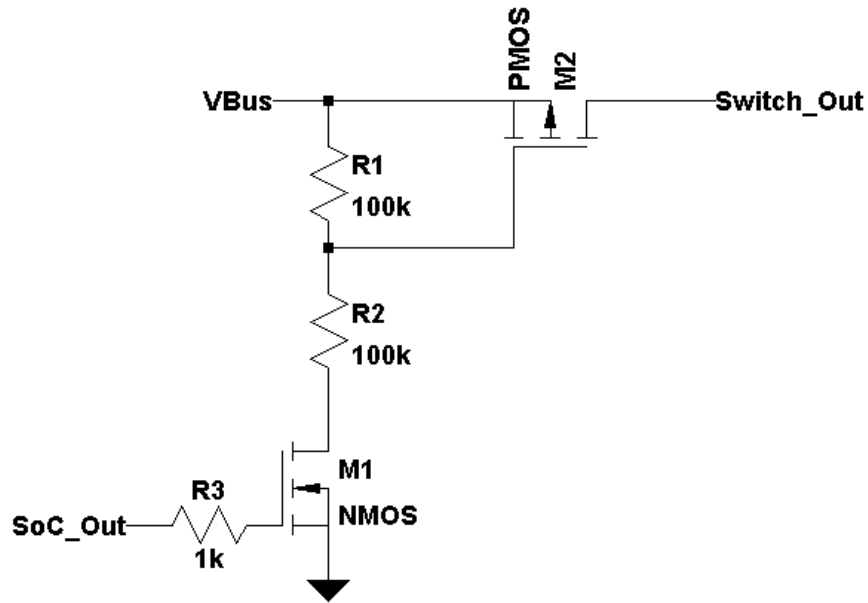 PMOS
M2
VBus
Switch_Out
R1
100k
R2
100k
M1
R3
NMOS
SoC_Out
1k